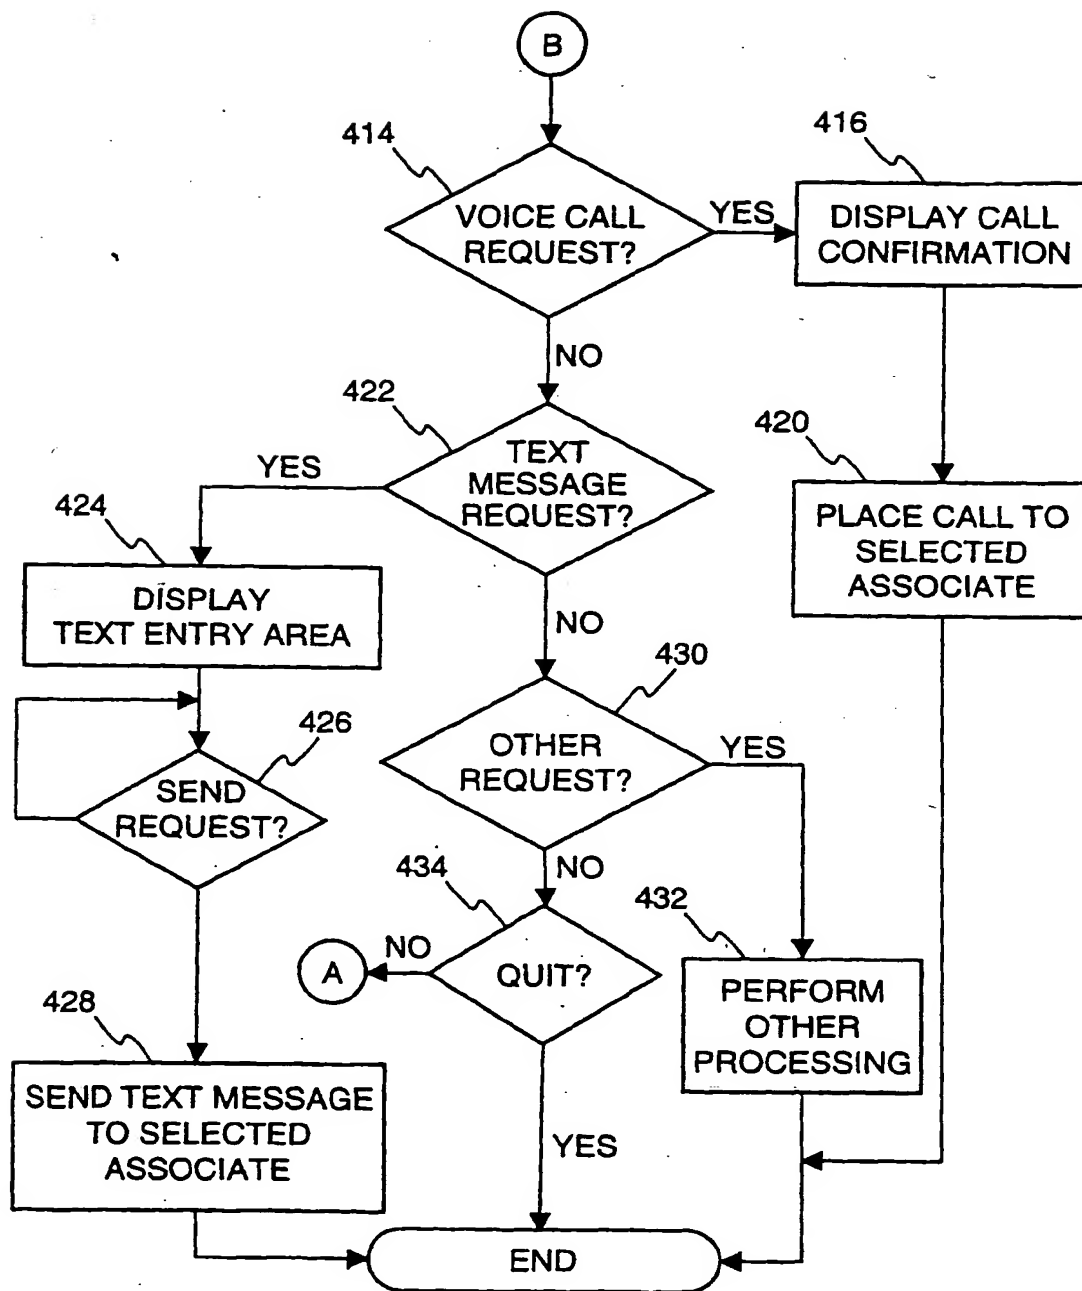 B
414
VOICE CALL
REQUEST?
YES
416
DISPLAY CALL
CONFIRMATION
NO
422
TEXT
MESSAGE
REQUEST?
YES
420
PLACE CALL TO
SELECTED
ASSOCIATE
424
DISPLAY
TEXT ENTRY AREA
NO
430
OTHER
REQUEST?
YES
426
SEND
REQUEST?
NO
434
QUIT?
NO
A
432
PERFORM
OTHER
PROCESSING
428
SEND TEXT MESSAGE
TO SELECTED
ASSOCIATE
YES
END